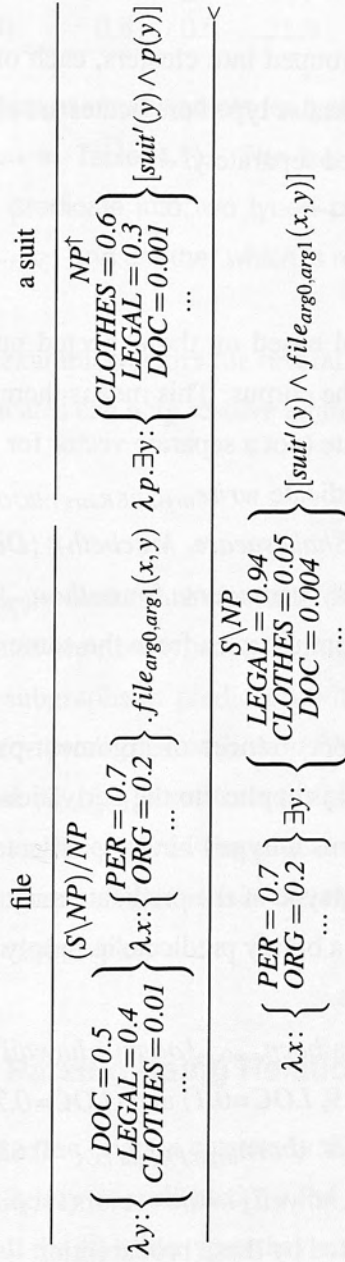 file a suit
(S\NP)/NP NP↑
λy: { DOC = 0.5 LEGAL = 0.4 CLOTHES = 0.01 … } λx: { PER = 0.7 ORG = 0.2 … } . file_arg0,arg1(x,y) λp.∃y: { CLOTHES = 0.6 LEGAL = 0.3 DOC = 0.001 … } [suit′(y) ∧ p(y)]
<
S\NP
λx: { PER = 0.7 ORG = 0.2 … } ∃y: { LEGAL = 0.94 CLOTHES = 0.05 DOC = 0.004 … } [suit′(y) ∧ file_arg0,arg1(x,y)]